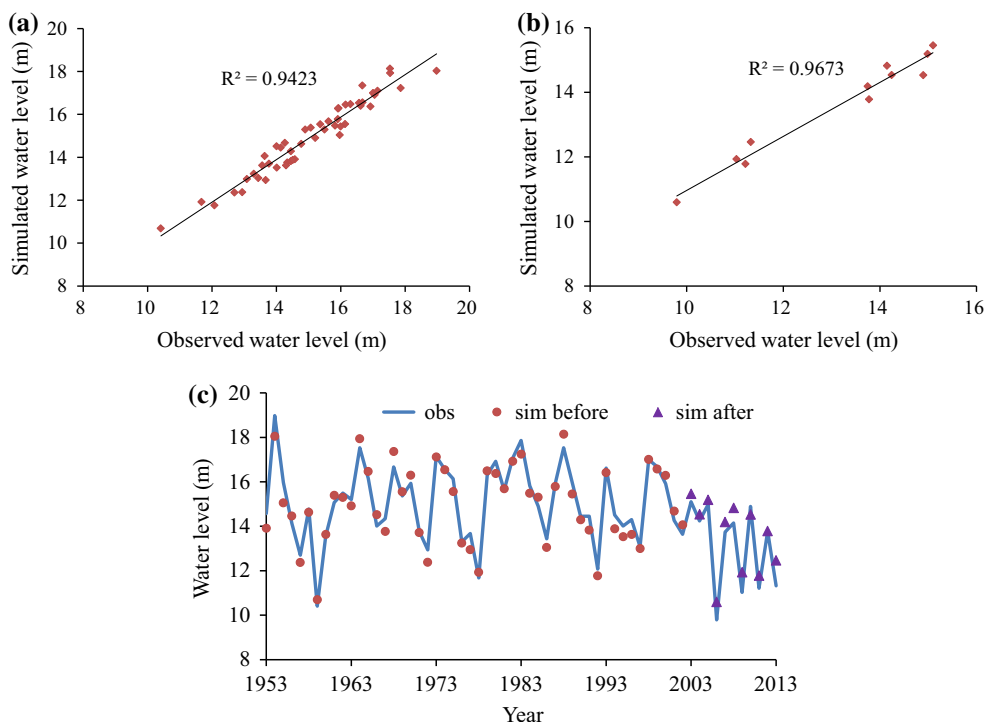 (a)
20
18
16
14
12
10
8
8
10
12
14
16
18
20
Simulated water level (m)
Observed water level (m)
R² = 0.9423
(b)
16
14
12
10
8
8
10
12
14
16
Simulated water level (m)
Observed water level (m)
R² = 0.9673
(c)
20
18
16
14
12
10
8
obs
sim before
sim after
Water level (m)
1953
1963
1973
1983
1993
2003
2013
Year